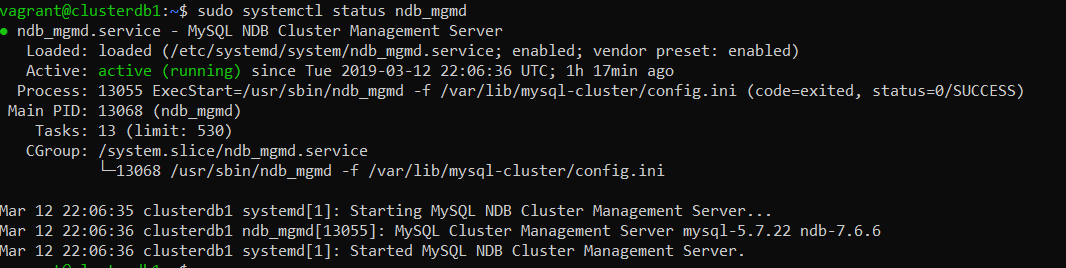 vagrant@clusterdb1:~$ sudo systemctl status ndb_mgmd
● ndb_mgmd.service - MySQL NDB Cluster Management Server
   Loaded: loaded (/etc/systemd/system/ndb_mgmd.service; enabled; vendor preset: enabled)
   Active: active (running) since Tue 2019-03-12 22:06:36 UTC; 1h 17min ago
  Process: 13055 ExecStart=/usr/sbin/ndb_mgmd -f /var/lib/mysql-cluster/config.ini (code=exited, status=0/SUCCESS)
 Main PID: 13068 (ndb_mgmd)
    Tasks: 13 (limit: 530)
   CGroup: /system.slice/ndb_mgmd.service
           └─13068 /usr/sbin/ndb_mgmd -f /var/lib/mysql-cluster/config.ini

Mar 12 22:06:35 clusterdb1 systemd[1]: Starting MySQL NDB Cluster Management Server...
Mar 12 22:06:36 clusterdb1 ndb_mgmd[13055]: MySQL Cluster Management Server mysql-5.7.22 ndb-7.6.6
Mar 12 22:06:36 clusterdb1 systemd[1]: Started MySQL NDB Cluster Management Server.